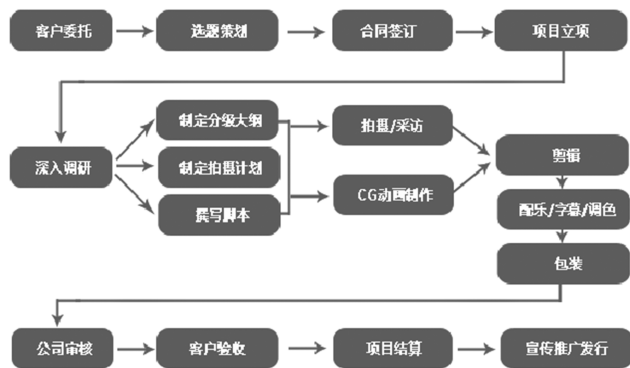 客户委托
选题策划
合同签订
项目立项
深入调研
制定分级大纲
制定拍摄计划
撰写脚本
拍摄/采访
CG动画制作
剪辑
配乐/字幕/调色
包装
公司审核
客户验收
项目结算
宣传推广发行